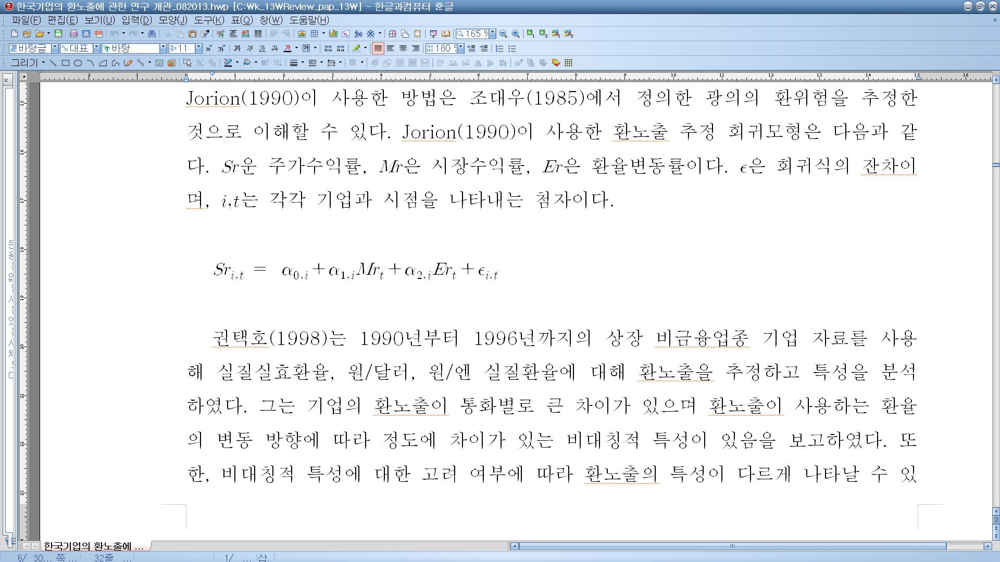 한국기업의 환노출에 관한 연구 개관_082013.hwp [C:\k_13\Review_pap_13\] - 한글과컴퓨터 흔글
파일(F) 편집(E) 보기(U) 입력(D) 모양(J) 도구(K) 표(Q) 창(W) 도움말(H)
165 %
바탕글 대표 바탕 11 180 %
그리기
Jorion(1990)이 사용한 방법은 조대우(1985)에서 정의한 광의의 환위험을 추정한
것으로 이해할 수 있다. Jorion(1990)이 사용한 환노출 추정 회귀모형은 다음과 같
다. Sr운 주가수익률, Mr은 시장수익률, Er은 환율변동률이다. ϵ은 회귀식의 잔차이
며, i,t는 각각 기업과 시점을 나타내는 첨자이다.
Sr_{i,t} = α_{0,i}+α_{1,i}Mr_t+α_{2,i}Er_t+ϵ_{i,t}
권택호(1998)는 1990년부터 1996년까지의 상장 비금융업종 기업 자료를 사용
해 실질실효환율, 원/달러, 원/엔 실질환율에 대해 환노출을 추정하고 특성을 분석
하였다. 그는 기업의 환노출이 통화별로 큰 차이가 있으며 환노출이 사용하는 환율
의 변동 방향에 따라 정도에 차이가 있는 비대칭적 특성이 있음을 보고하였다. 또
한, 비대칭적 특성에 대한 고려 여부에 따라 환노출의 특성이 다르게 나타날 수 있
한국기업의 환노출에 ...
6/ 30... 쪽 ... 32줄 ... 1/ ... 삽.